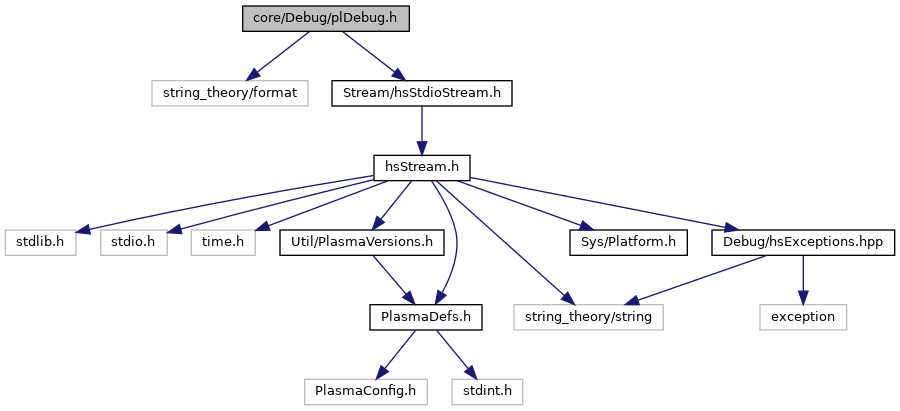 core/Debug/plDebug.h
string_theory/format
Stream/hsStdioStream.h
hsStream.h
stdlib.h
stdio.h
time.h
Util/PlasmaVersions.h
Sys/Platform.h
Debug/hsExceptions.hpp
PlasmaDefs.h
string_theory/string
exception
PlasmaConfig.h
stdint.h